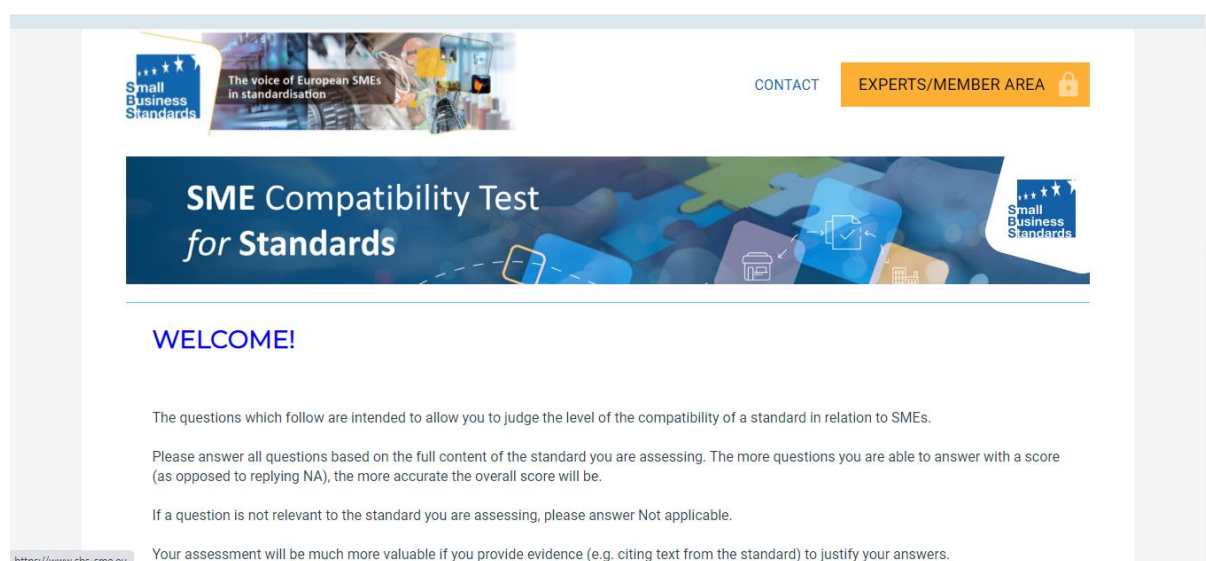 Small
Business
Standards
The voice of European SMEs
in standardisation
CONTACT
EXPERTS/MEMBER AREA
SME Compatibility Test
for Standards
Small
Business
Standards
WELCOME!
The questions which follow are intended to allow you to judge the level of the compatibility of a standard in relation to SMEs.
Please answer all questions based on the full content of the standard you are assessing. The more questions you are able to answer with a score
(as opposed to replying NA), the more accurate the overall score will be.
If a question is not relevant to the standard you are assessing, please answer Not applicable.
Your assessment will be much more valuable if you provide evidence (e.g. citing text from the standard) to justify your answers.
https://www.sbs-sme.eu